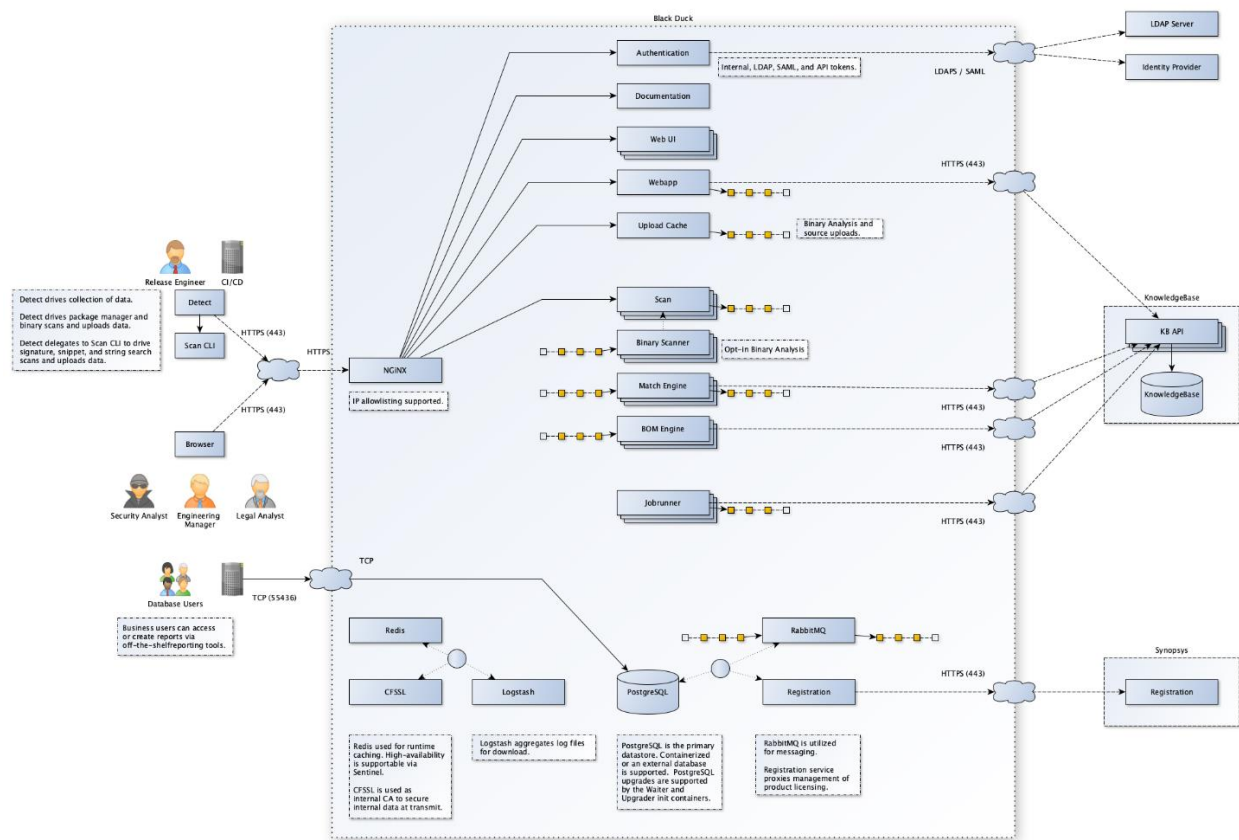 Black Duck
LDAP Server
Authentication
Internal, LDAP, SAML, and API tokens.
LDAPS / SAML
Identity Provider
Documentation
Web UI
HTTPS (443)
Webapp
Upload Cache
Binary Analysis and
source uploads.
Release Engineer
CI/CD
Detect drives collection of data.
Detect drives package manager and
binary scans and uploads data.
Detect delegates to Scan CLI to drive
signature, snippet, and string search
scans and uploads data.
Detect
Scan CLI
HTTPS (443)
HTTPS
NGINX
IP allowlisting supported.
HTTPS (443)
Browser
Scan
Binary Scanner
Opt-In Binary Analysis
Match Engine
HTTPS (443)
BOM Engine
HTTPS (443)
Jobrunner
HTTPS (443)
KnowledgeBase
KB API
KnowledgeBase
Security Analyst
Engineering
Manager
Legal Analyst
Database Users
TCP (55436)
TCP
Business users can access
or create reports via
off-the-shelfreporting tools.
Redis
CFSSL
Logstash
PostgreSQL
RabbitMQ
Registration
HTTPS (443)
Synopsys
Registration
Redis used for runtime
caching. High-availability
is supportable via
Sentinel.
CFSSL is used as
internal CA to secure
internal data at transmit.
Logstash aggregates log files
for download.
PostgreSQL is the primary
datastore. Containerized
or an external database
is supported. PostgreSQL
upgrades are supported
by the Waiter and
Upgrader init containers.
RabbitMQ is utilized
for messaging.
Registration service
proxies management of
product licensing.